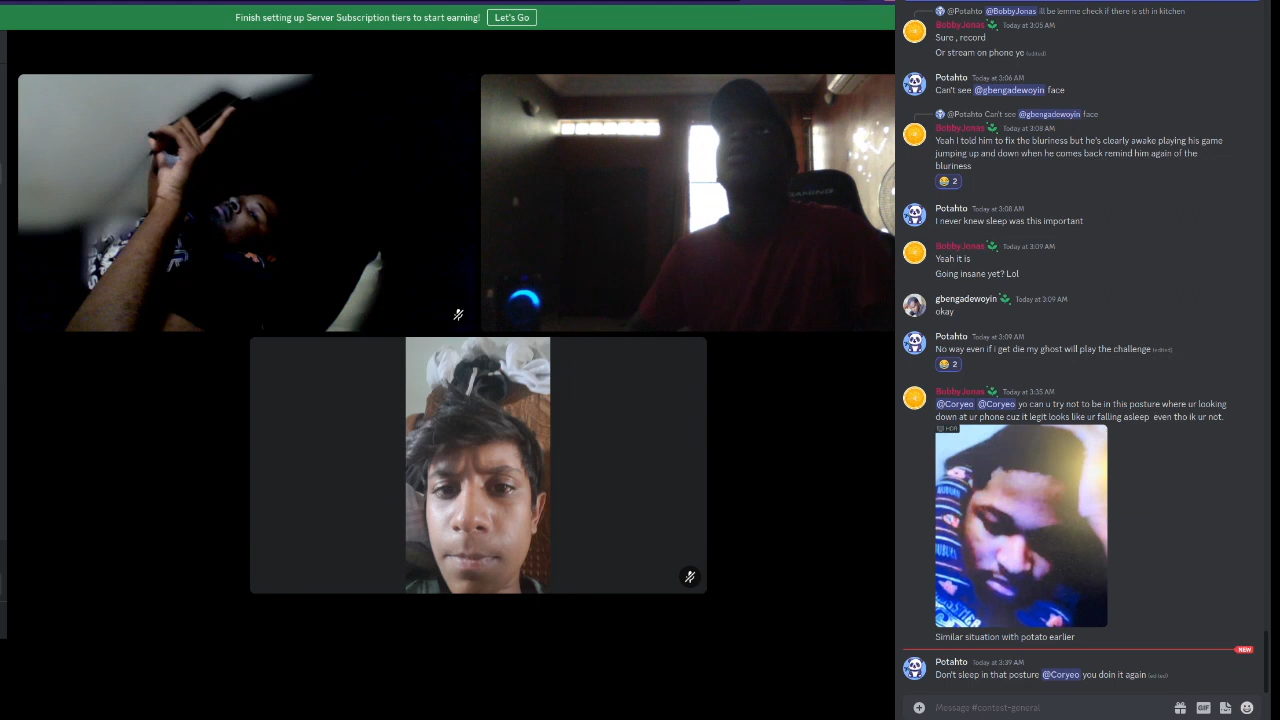 Finish setting up Server Subscription tiers to start earning! Let's Go
GAMING
@Potahto @BobbyJonas ill be lemme check if there is sth in kitchen
BobbyJonas Today at 3:05 AM
Sure , record
Or stream on phone ye (edited)
Potahto Today at 3:06 AM
Can't see @gbengadewoyin face
@Potahto Can't see @gbengadewoyin face
BobbyJonas Today at 3:08 AM
Yeah I told him to fix the bluriness but he's clearly awake playing his game
jumping up and down when he comes back remind him again of the
bluriness
2
Potahto Today at 3:08 AM
I never knew sleep was this important
BobbyJonas Today at 3:09 AM
Yeah it is
Going insane yet? Lol
gbengadewoyin Today at 3:09 AM
okay
Potahto Today at 3:09 AM
No way even if i get die my ghost will play the challenge (edited)
2
BobbyJonas Today at 3:35 AM
@Coryeo @Coryeo yo can u try not to be in this posture where ur looking
down at ur phone cuz it legit looks like ur falling asleep even tho ik ur not.
HDR
Similar situation with potato earlier
NEW
Potahto Today at 3:39 AM
Don't sleep in that posture @Coryeo you doin it again (edited)
Message #contest-general
GIF